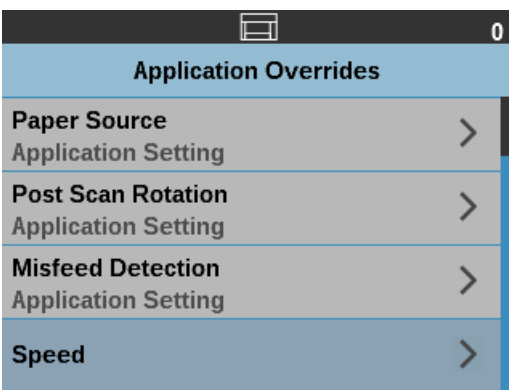 0
Application Overrides
Paper Source
Application Setting
Post Scan Rotation
Application Setting
Misfeed Detection
Application Setting
Speed